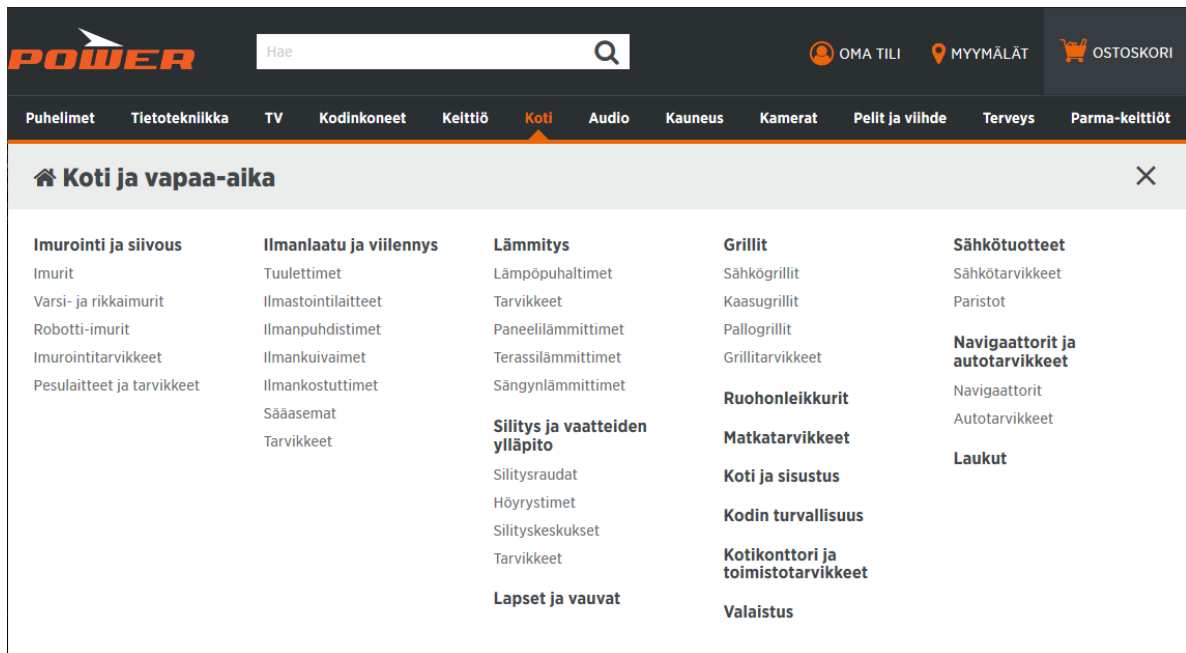 POWER
Hae
OMA TILI
MYYMÄLÄT
OSTOSKORI
Puhelimet Tietotekniikka TV Kodinkoneet Keittiö Koti Audio Kauneus Kamerat Pelit ja viihde Terveys Parma-keittiöt
Koti ja vapaa-aika
Imurointi ja siivous
Imurit
Varsi- ja rikkaimurit
Robotti-imurit
Imurointitarvikkeet
Pesulaitteet ja tarvikkeet
Ilmanlaatu ja viilennys
Tuulettimet
Ilmastointilaitteet
Ilmanpuhdistimet
Ilmankuivaimet
Ilmankostuttimet
Sääasemat
Tarvikkeet
Lämmitys
Lämpöpuhaltimet
Tarvikkeet
Paneelilämmittimet
Terassilämmittimet
Sängynlämmittimet
Silitys ja vaatteiden
ylläpito
Silitysraudat
Höyrystimet
Silityskeskukset
Tarvikkeet
Lapset ja vauvat
Grillit
Sähkögrillit
Kaasugrillit
Pallogrillit
Grillitarvikkeet
Ruohonleikkurit
Matkatarvikkeet
Koti ja sisustus
Kodin turvallisuus
Kotikonttori ja
toimistotarvikkeet
Valaistus
Sähkötuotteet
Sähkötarvikkeet
Paristot
Navigaattorit ja
autotarvikkeet
Navigaattorit
Autotarvikkeet
Laukut